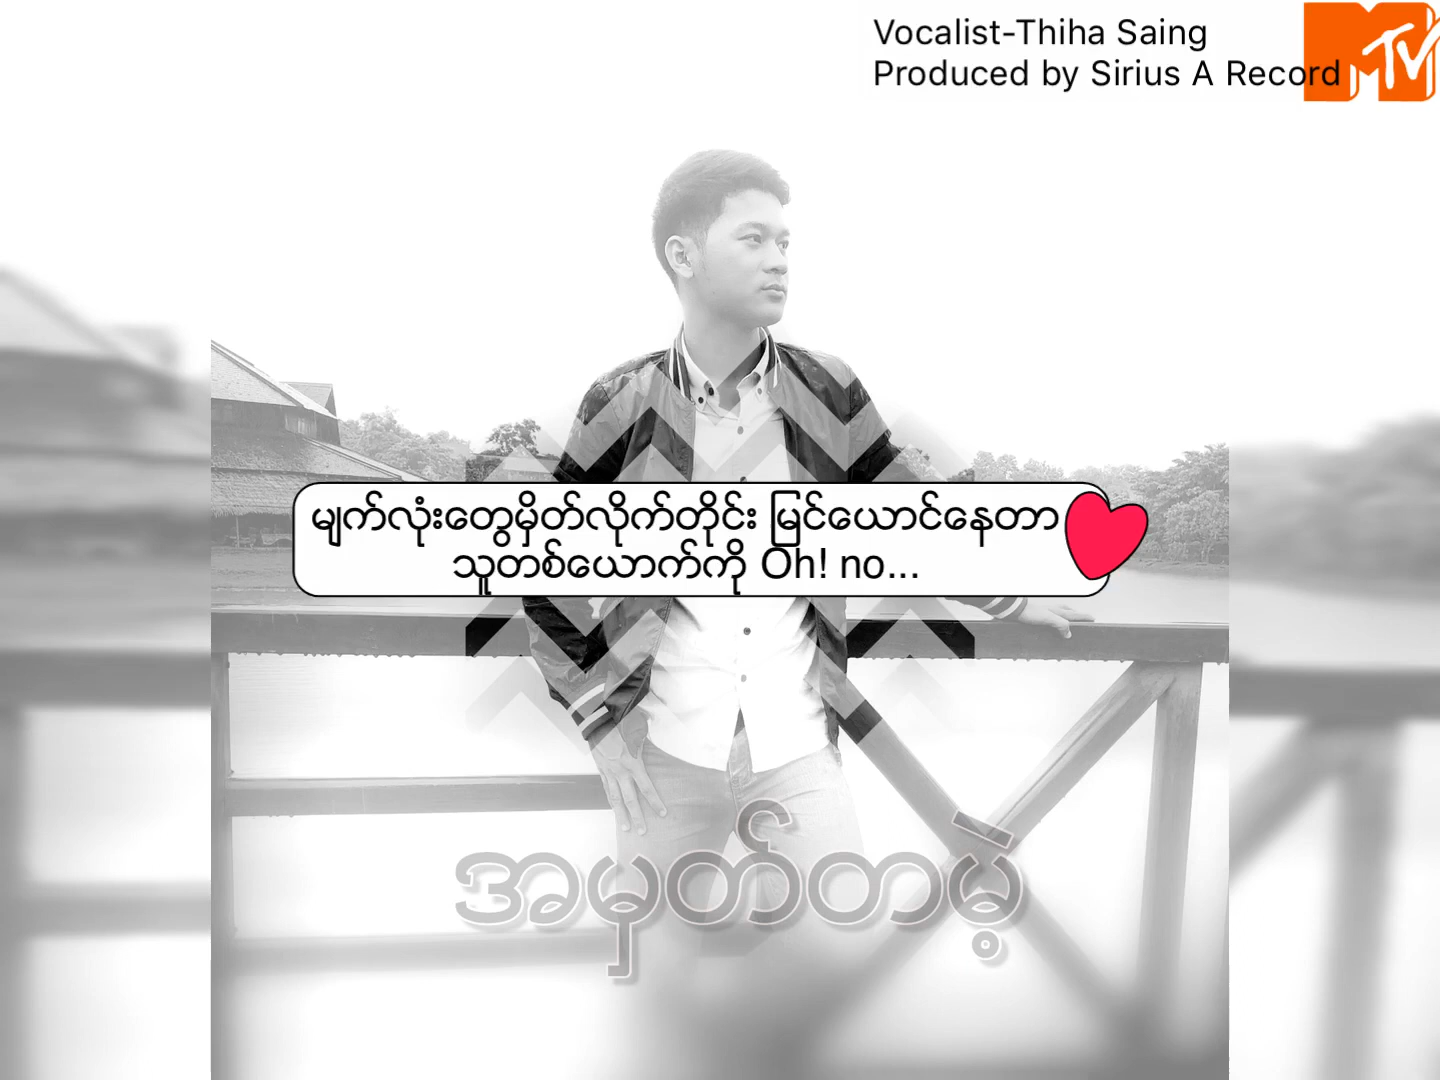 Vocalist-Thiha Saing
Produced by Sirius A Record
MTV
မျက်လုံးတွေမှိတ်လိုက်တိုင်း မြင်ယောင်နေတာ
သူတစ်ယောက်ကို Oh! no...
အမှတ်တမဲ့